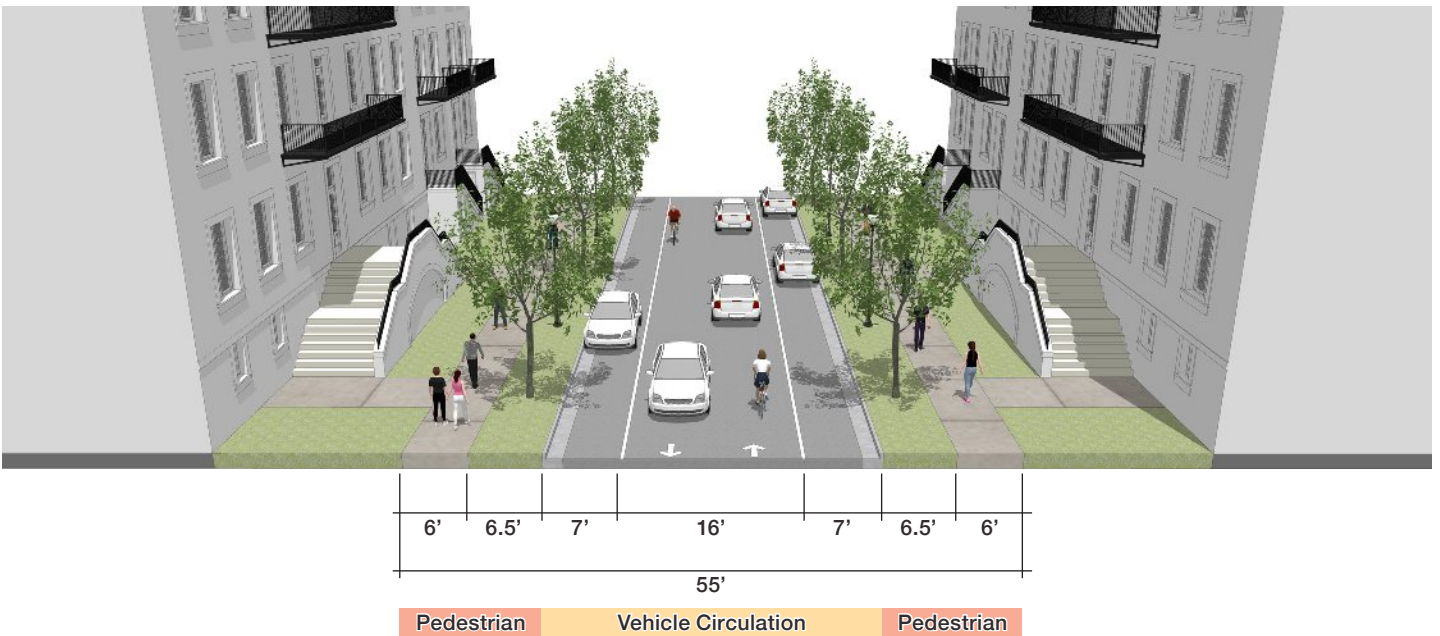 6’ 6.5’ 7’ 16’ 7’ 6.5’ 6’
55’
Pedestrian Vehicle Circulation Pedestrian